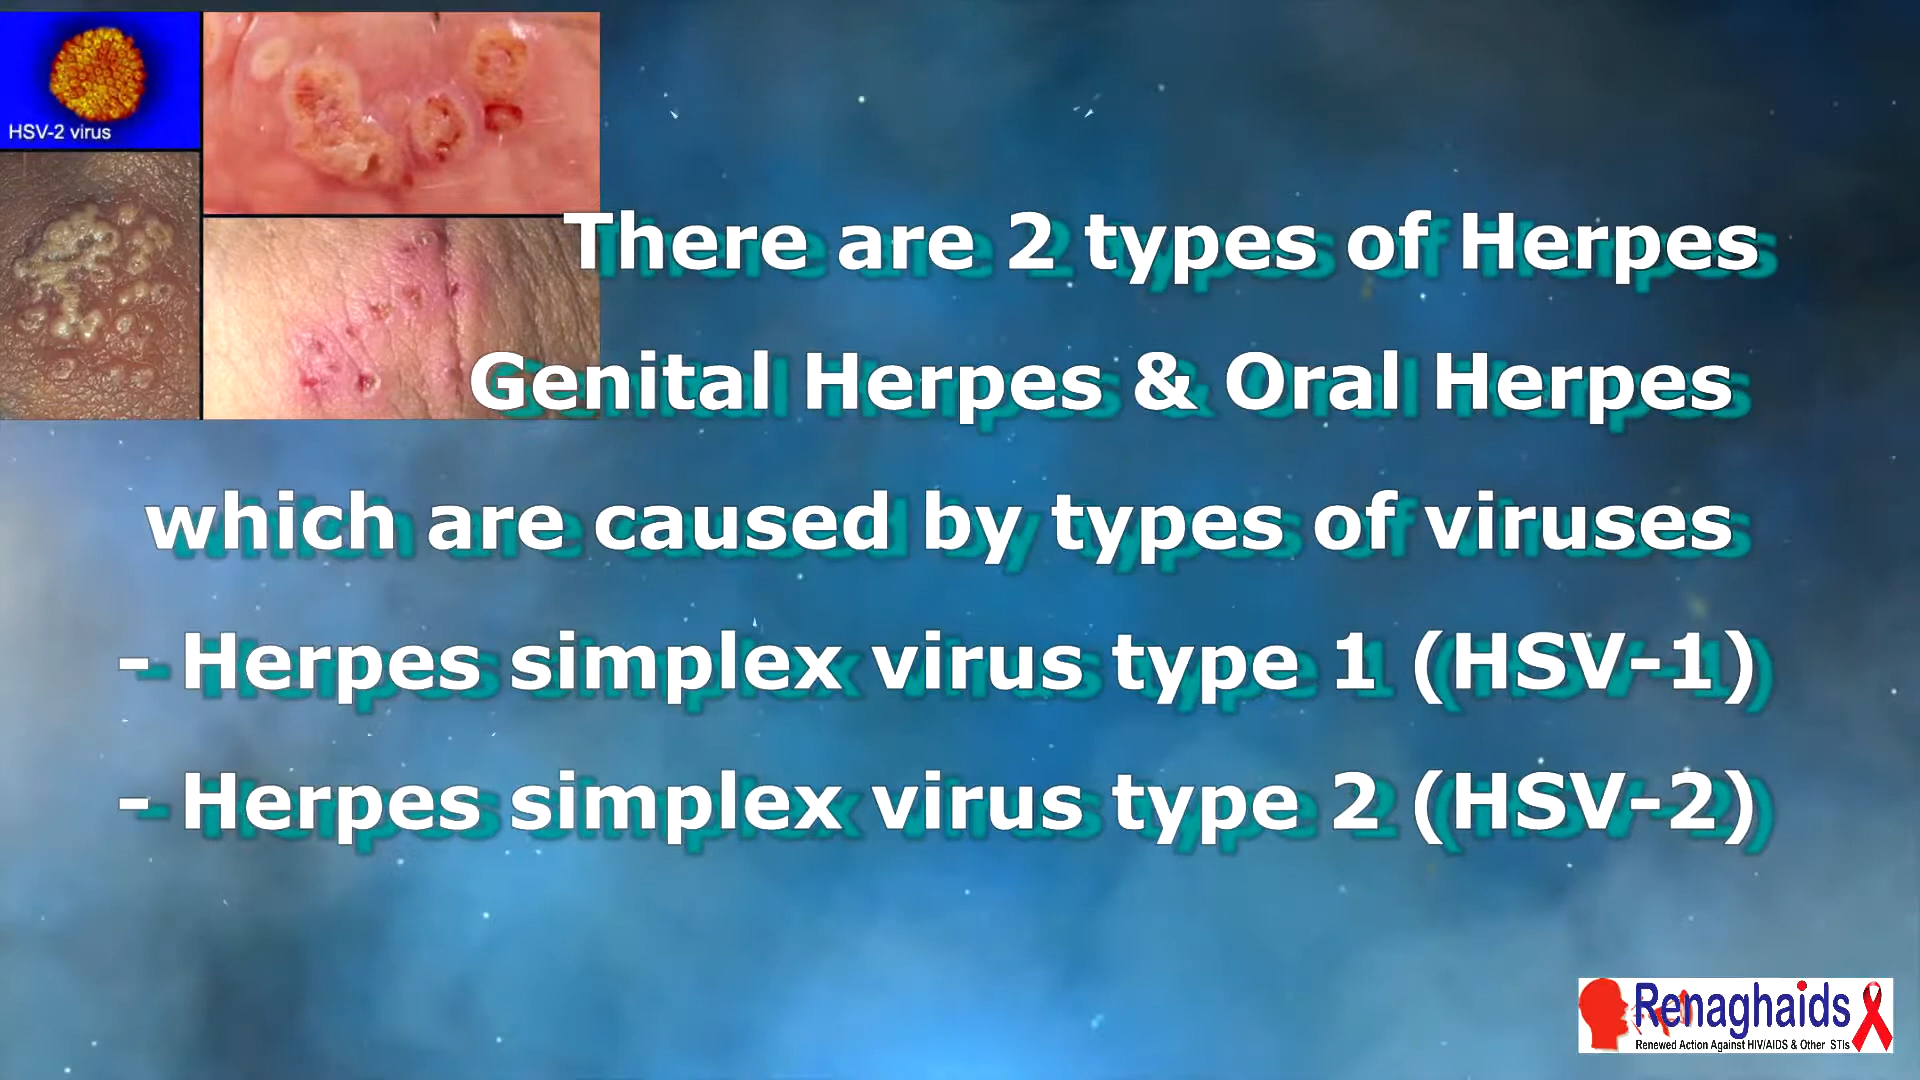 HSV-2 virus
There are 2 types of Herpes
Genital Herpes & Oral Herpes
which are caused by types of viruses
- Herpes simplex virus type 1 (HSV-1)
- Herpes simplex virus type 2 (HSV-2)
Renaghaids
Renewed Action Against HIV/AIDS & Other STIs